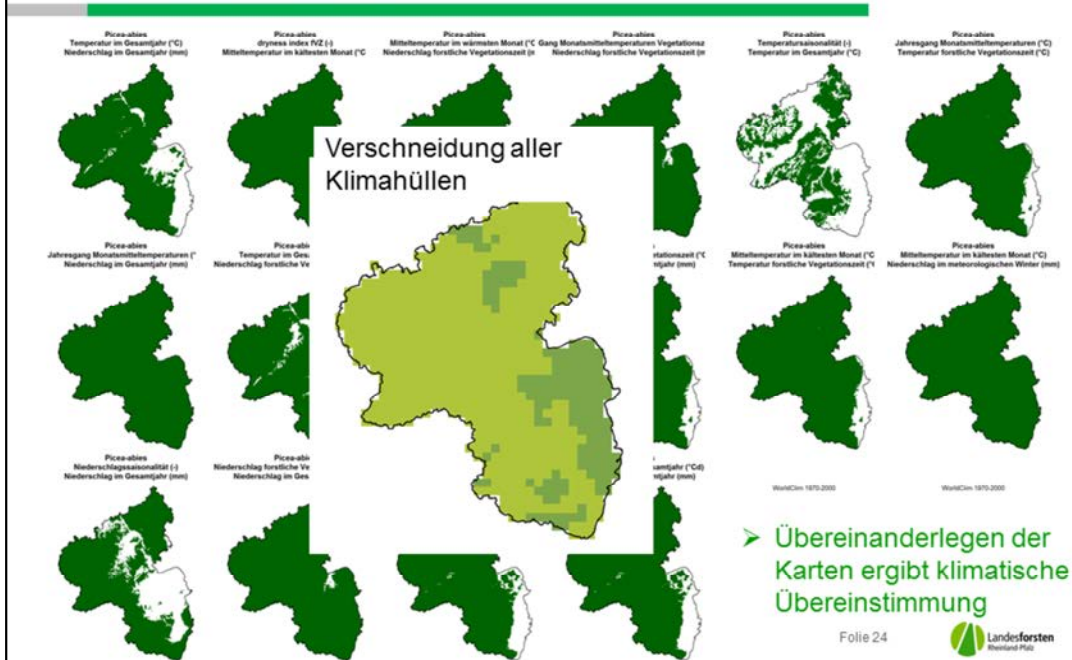 Picea-abies
Temperatur im Gesamtjahr (°C)
Niederschlag im Gesamtjahr (mm)
Picea-abies
dryness index fVZ (-)
Mitteltemperatur im kältesten Monat (°C
Picea-abies
Mitteltemperatur im wärmsten Monat (°C
Niederschlag forstliche Vegetationszeit (n
Picea-abies
Gang Monatsmitteltemperaturen Vegetationsz
Niederschlag forstliche Vegetationszeit (m
Picea-abies
Temperatursaisonalität (-)
Temperatur im Gesamtjahr (°C)
Picea-abies
Jahresgang Monatsmitteltemperaturen (°C)
Temperatur forstliche Vegetationszeit (°C)
Verschneidung aller
Klimahüllen
Picea-abies
Jahresgang Monatsmitteltemperaturen (°
Niederschlag im Gesamtjahr (mm)
Picea-abi
Temperatur im Ges
Niederschlag forstliche Ve
etationszeit (°C
ntjahr (mm)
Picea-abies
Mitteltemperatur im kältesten Monat (°C)
Temperatur forstliche Vegetationszeit (°C
Picea-abies
Mitteltemperatur im kältesten Monat (°C)
Niederschlag im meteorologischen Winter (mm)
Picea-abies
Niederschlagssaisonalität (-)
Niederschlag im Gesamtjahr (mm)
Picea-abi
Niederschlag forstliche Ve
Niederschlag im Ges
samtjahr (°Cd)
ntjahr (mm)
WorldClim 1970-2000
WorldClim 1970-2000
➢ Übereinanderlegen der
Karten ergibt klimatische
Übereinstimmung
Folie 24
Landesforsten
Rheinland-Pfalz